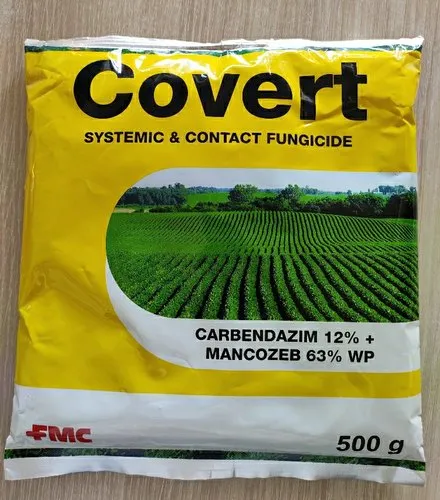 Covert
SYSTEMIC & CONTACT FUNGICIDE
CARBENDAZIM 12% +
MANCOZEB 63% WP
FMC
500 g